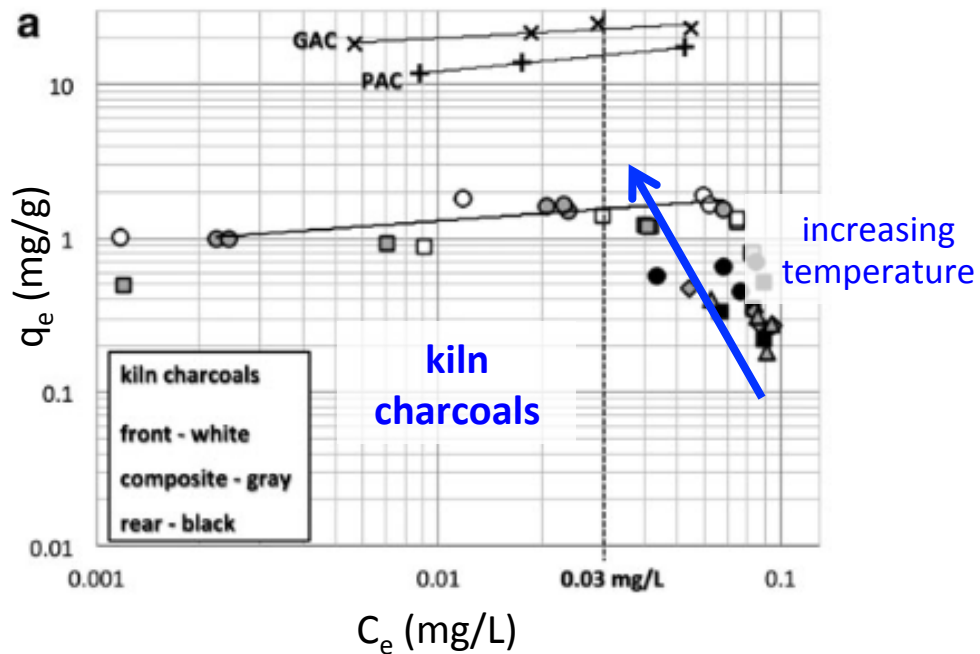 a
GAC
PAC
10
1
0.1
0.01
qe (mg/g)
increasing
temperature
kiln
charcoals
kiln charcoals
front - white
composite - gray
rear - black
0.001
0.01
0.03 mg/L
0.1
Ce (mg/L)